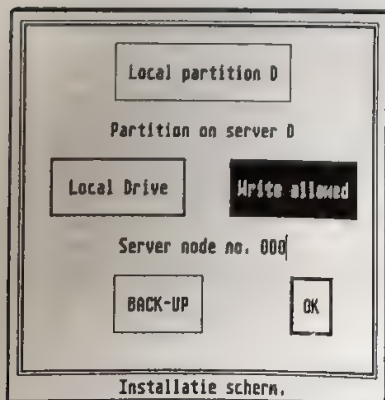 Local partition D
Partition on server D
Local Drive
Write allowed
Server node no. 000
BACK-UP
OK
Installatie scherm.